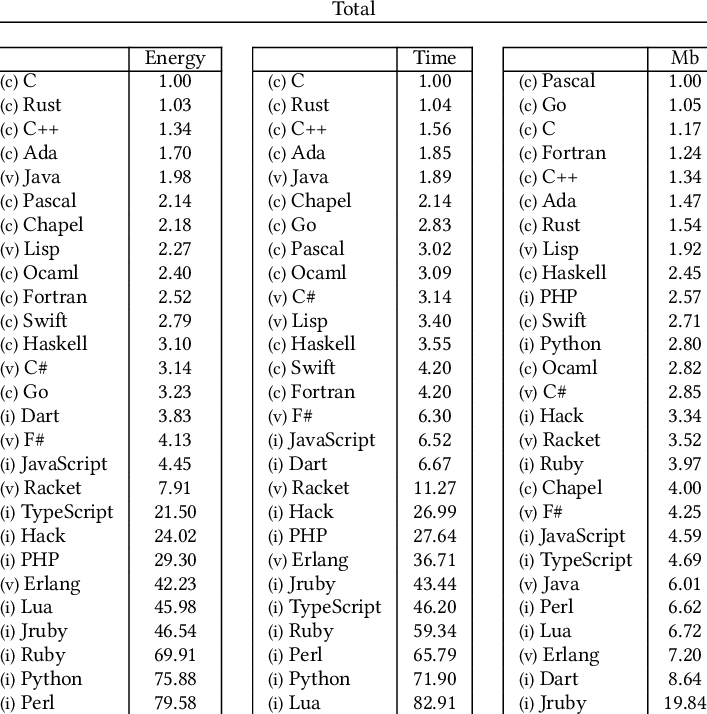 Total
Energy Time Mb
(c) C 1.00 (c) C 1.00 (c) Pascal 1.00
(c) Rust 1.03 (c) Rust 1.04 (c) Go 1.05
(c) C++ 1.34 (c) C++ 1.56 (c) C 1.17
(c) Ada 1.70 (c) Ada 1.85 (c) Fortran 1.24
(v) Java 1.98 (v) Java 1.89 (c) C++ 1.34
(c) Pascal 2.14 (c) Chapel 2.14 (c) Ada 1.47
(c) Chapel 2.18 (c) Go 2.83 (c) Rust 1.54
(v) Lisp 2.27 (c) Pascal 3.02 (v) Lisp 1.92
(c) Ocaml 2.40 (c) Ocaml 3.09 (c) Haskell 2.45
(c) Fortran 2.52 (v) C# 3.14 (i) PHP 2.57
(c) Swift 2.79 (v) Lisp 3.40 (c) Swift 2.71
(c) Haskell 3.10 (c) Haskell 3.55 (i) Python 2.80
(v) C# 3.14 (c) Swift 4.20 (c) Ocaml 2.82
(c) Go 3.23 (c) Fortran 4.20 (v) C# 2.85
(i) Dart 3.83 (v) F# 6.30 (i) Hack 3.34
(v) F# 4.13 (i) JavaScript 6.52 (v) Racket 3.52
(i) JavaScript 4.45 (i) Dart 6.67 (i) Ruby 3.97
(v) Racket 7.91 (v) Racket 11.27 (c) Chapel 4.00
(i) TypeScript 21.50 (i) Hack 26.99 (v) F# 4.25
(i) Hack 24.02 (i) PHP 27.64 (i) JavaScript 4.59
(i) PHP 29.30 (v) Erlang 36.71 (i) TypeScript 4.69
(v) Erlang 42.23 (i) Jruby 43.44 (v) Java 6.01
(i) Lua 45.98 (i) TypeScript 46.20 (i) Perl 6.62
(i) Jruby 46.54 (i) Ruby 59.34 (i) Lua 6.72
(i) Ruby 69.91 (i) Perl 65.79 (v) Erlang 7.20
(i) Python 75.88 (i) Python 71.90 (i) Dart 8.64
(i) Perl 79.58 (i) Lua 82.91 (i) Jruby 19.84